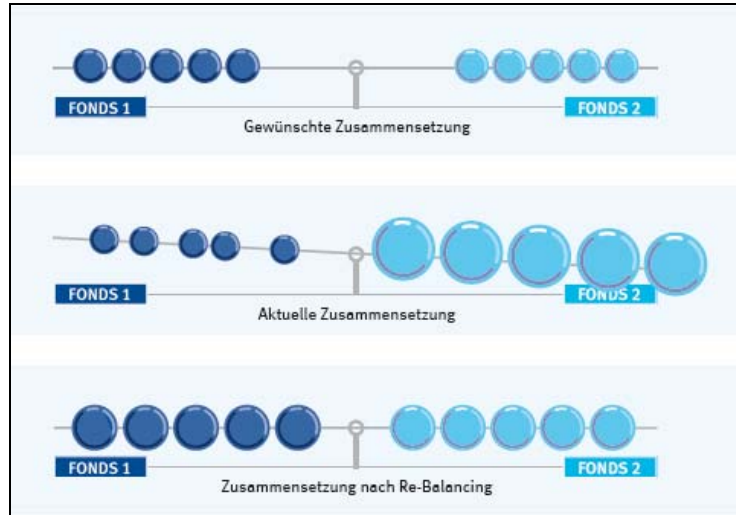 FONDS 1
FONDS 2
Gewünschte Zusammensetzung
FONDS 1
FONDS 2
Aktuelle Zusammensetzung
FONDS 1
FONDS 2
Zusammensetzung nach Re-Balancing